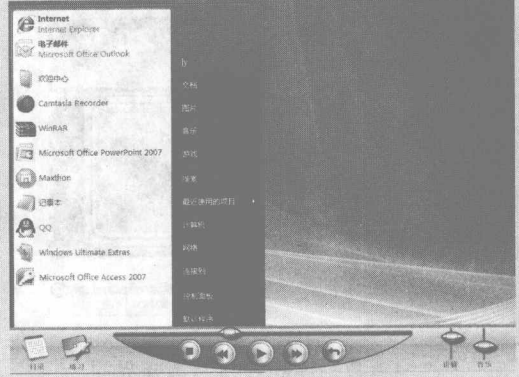 Internet
Internet Explorer
电子邮件
Microsoft Office Outlook
欢迎中心
Camtasia Recorder
WinRAR
Microsoft Office PowerPoint 2007
Maxthon
记事本
QQ
Windows Ultimate Extras
Microsoft Office Access 2007
文档
图片
音乐
游戏
搜索
最近使用的项目
计算机
网络
连接到
控制面板
默认程序
目录
练习
音乐